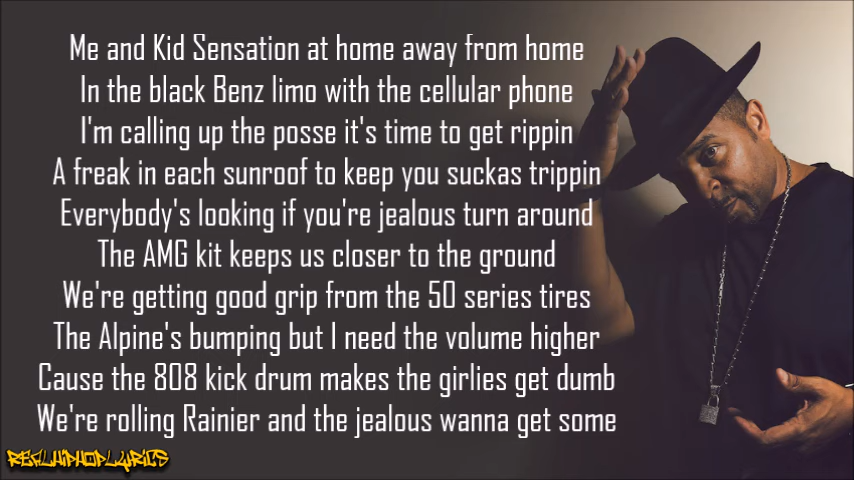 Me and Kid Sensation at home away from home
In the black Benz limo with the cellular phone
I'm calling up the posse it's time to get rippin
A freak in each sunroof to keep you suckas trippin
Everybody's looking if you're jealous turn around
The AMG kit keeps us closer to the ground
We're getting good grip from the 50 series tires
The Alpine's bumping but I need the volume higher
Cause the 808 kick drum makes the girlies get dumb
We're rolling Rainier and the jealous wanna get some
REALHIPHOPLYRICS